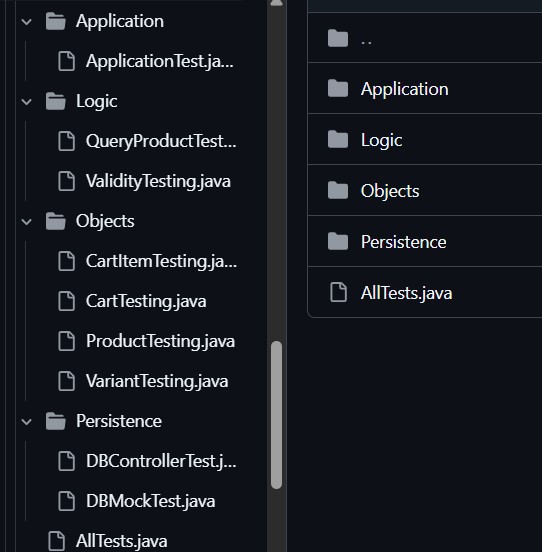 Application
ApplicationTest.ja...
Logic
QueryProductTest...
ValidityTesting.java
Objects
CartItemTesting.ja...
CartTesting.java
ProductTesting.java
VariantTesting.java
Persistence
DBControllerTest.j...
DBMockTest.java
AllTests.java
..
Application
Logic
Objects
Persistence
AllTests.java